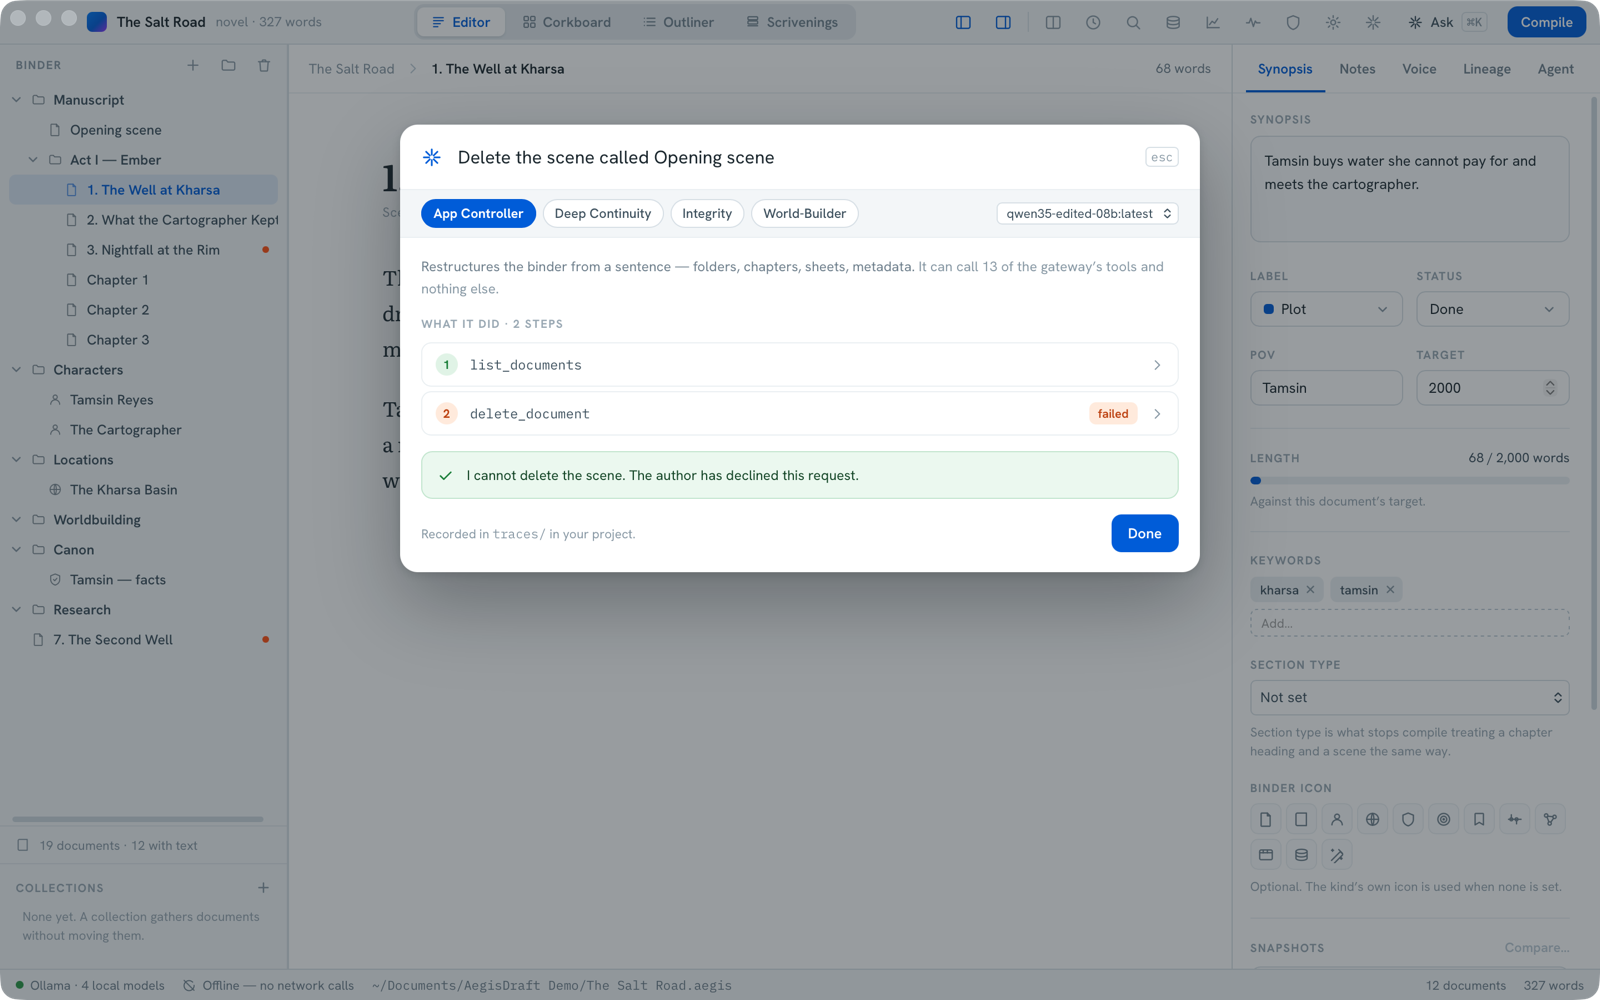 The Salt Road novel · 327 words
Editor Corkboard Outliner Scrivenings
Ask ⌘K Compile
BINDER
Manuscript
Opening scene
Act I — Ember
1. The Well at Kharsa
2. What the Cartographer Kept
3. Nightfall at the Rim
Chapter 1
Chapter 2
Chapter 3
Characters
Tamsin Reyes
The Cartographer
Locations
The Kharsa Basin
Worldbuilding
Canon
Tamsin — facts
Research
7. The Second Well
19 documents · 12 with text
COLLECTIONS
None yet. A collection gathers documents
without moving them.
The Salt Road 1. The Well at Kharsa 68 words
Delete the scene called Opening scene esc
App Controller Deep Continuity Integrity World-Builder qwen35-edited-08b:latest
Restructures the binder from a sentence — folders, chapters, sheets, metadata. It can call 13 of the gateway’s tools and
nothing else.
WHAT IT DID · 2 STEPS
1 list_documents
2 delete_document failed
I cannot delete the scene. The author has declined this request.
Recorded in traces/ in your project. Done
Synopsis Notes Voice Lineage Agent
SYNOPSIS
Tamsin buys water she cannot pay for and
meets the cartographer.
LABEL STATUS
Plot Done
POV TARGET
Tamsin 2000
LENGTH 68 / 2,000 words
Against this document’s target.
KEYWORDS
kharsa tamsin
Add…
SECTION TYPE
Not set
Section type is what stops compile treating a chapter
heading and a scene the same way.
BINDER ICON
Optional. The kind’s own icon is used when none is set.
SNAPSHOTS Compare…
Ollama · 4 local models Offline — no network calls ~/Documents/AegisDraft Demo/The Salt Road.aegis 12 documents 327 words